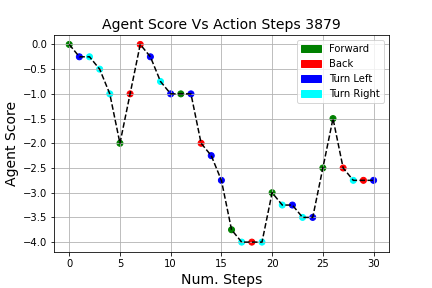 Agent Score Vs Action Steps 3879
Agent Score
0.0
−0.5
−1.0
−1.5
−2.0
−2.5
−3.0
−3.5
−4.0
Forward
Back
Turn Left
Turn Right
0 5 10 15 20 25 30
Num. Steps